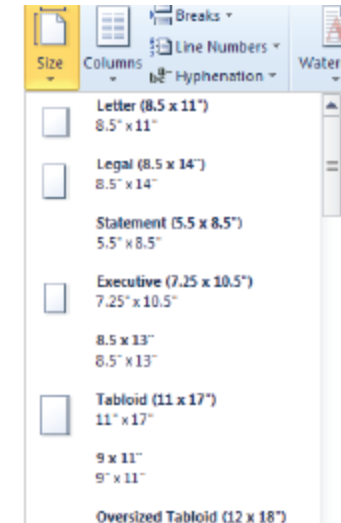 Breaks
Line Numbers
Size Columns
Hyphenation
Water
Letter (8.5 x 11")
8.5" x 11"
Legal (8.5 x 14")
8.5" x 14"
Statement (5.5 x 8.5")
5.5" x 8.5"
Executive (7.25 x 10.5")
7.25" x 10.5"
8.5 x 13"
8.5" x 13"
Tabloid (11 x 17")
11" x 17"
9 x 11"
9" x 11"
Oversized Tabloid (12 x 18")